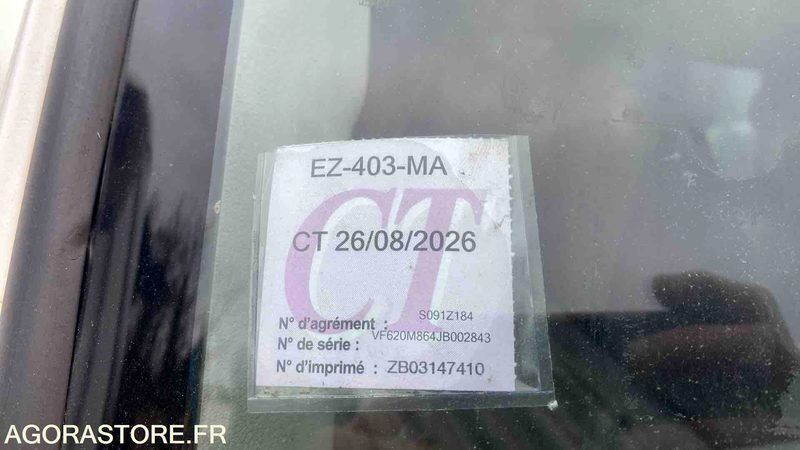 EZ-403-MA
CT
CT 26/08/2026
N° d'agrément : S091Z184
N° de série : VF620M864JB002843
N° d'imprimé : ZB03147410
AGORASTORE.FR